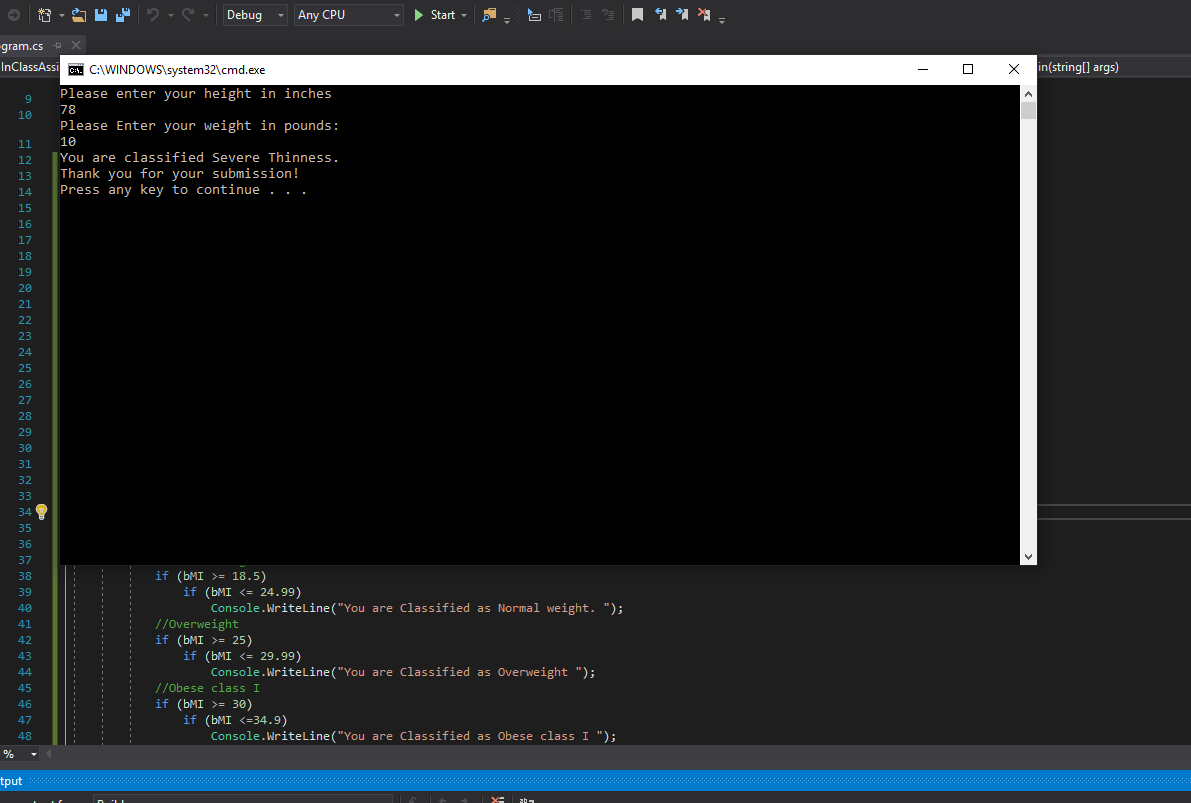 Debug Any CPU Start
gram.cs
InClassAssi in(string[] args)
C:\WINDOWS\system32\cmd.exe
Please enter your height in inches
78
Please Enter your weight in pounds:
10
You are classified Severe Thinness.
Thank you for your submission!
Press any key to continue . . .
9
10
11
12
13
14
15
16
17
18
19
20
21
22
23
24
25
26
27
28
29
30
31
32
33
34
35
36
37
38 if (bMI >= 18.5)
39 if (bMI <= 24.99)
40 Console.WriteLine("You are Classified as Normal weight. ");
41 //Overweight
42 if (bMI >= 25)
43 if (bMI <= 29.99)
44 Console.WriteLine("You are Classified as Overweight ");
45 //Obese class I
46 if (bMI >= 30)
47 if (bMI <=34.9)
48 Console.WriteLine("You are Classified as Obese class I ");
%
tput